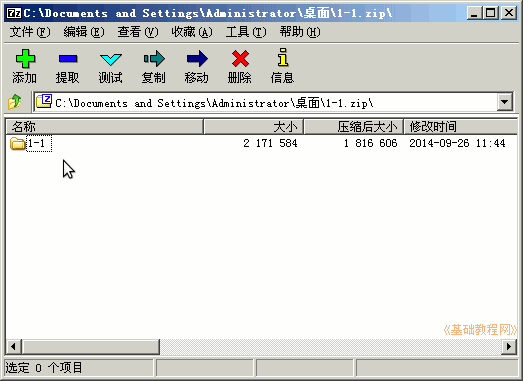 C:\Documents and Settings\Administrator\桌面\1-1.zip\
文件(F) 编辑(E) 查看(V) 收藏(A) 工具(T) 帮助(H)
添加 提取 测试 复制 移动 删除 信息
C:\Documents and Settings\Administrator\桌面\1-1.zip\
名称 大小 压缩后大小 修改时间
1-1 2 171 584 1 816 606 2014-09-26 11:44
《基础教程网》
选定 0 个项目